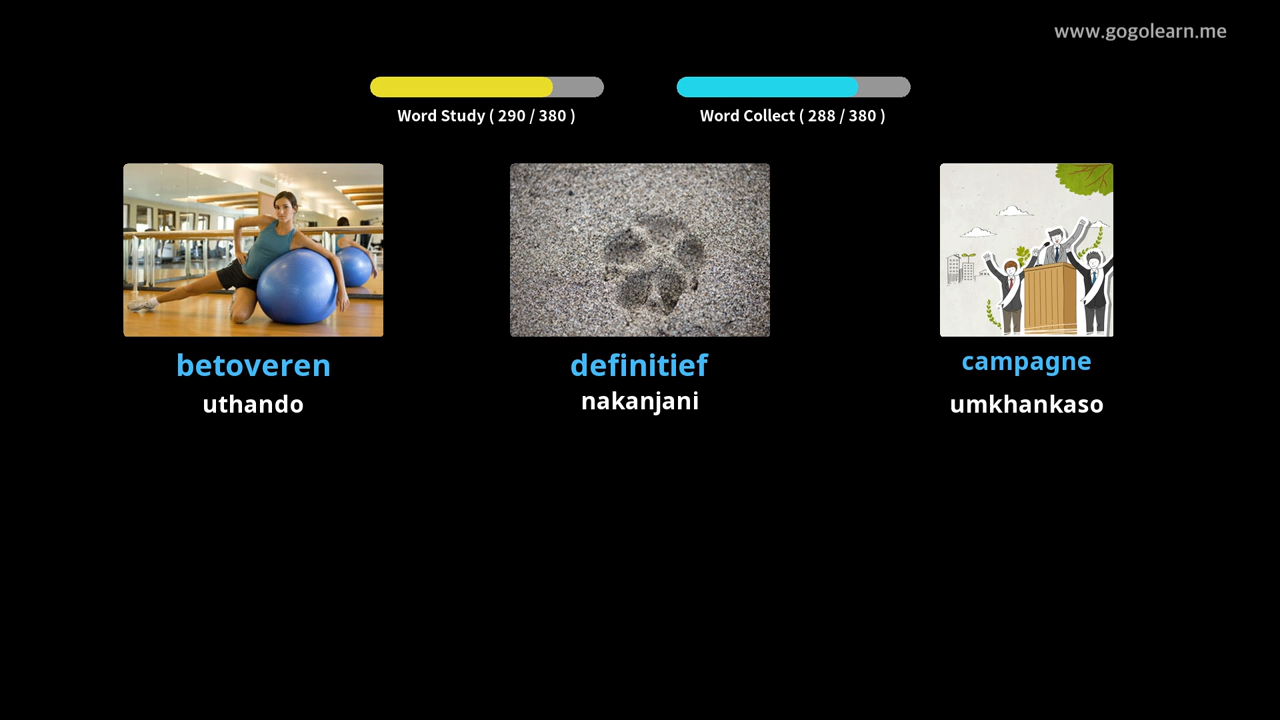 www.gogolearn.me
Word Study ( 290 / 380 )
Word Collect ( 288 / 380 )
betoveren
definitief
campagne
uthando
nakanjani
umkhankaso